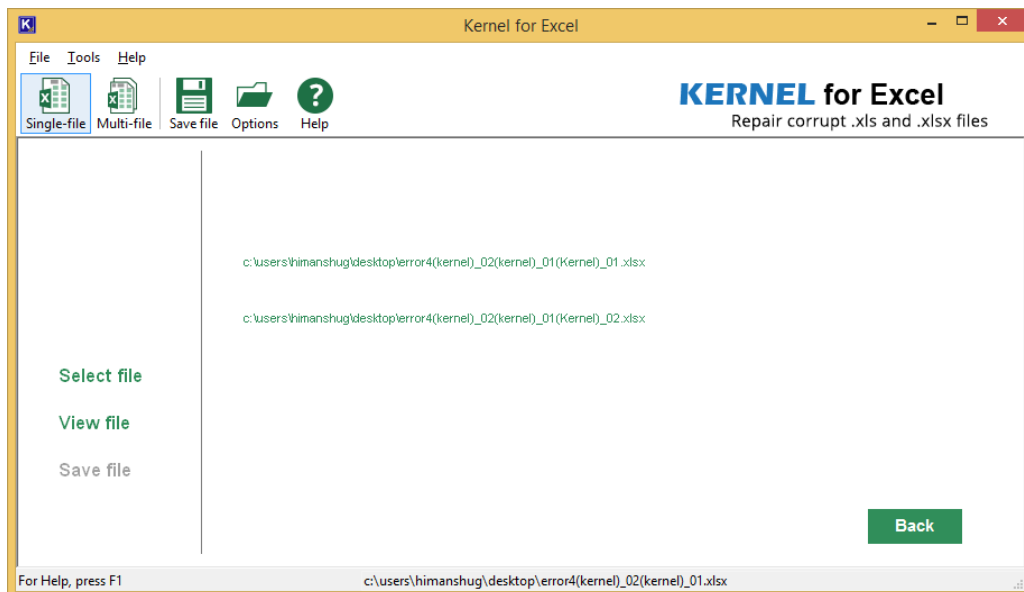 K
Kernel for Excel
File Tools Help
Single-file Multi-file Save file Options Help
KERNEL for Excel
Repair corrupt .xls and .xlsx files
c:\users\himanshug\desktop\error4(kernel)_02(kernel)_01(Kernel)_01.xlsx
c:\users\himanshug\desktop\error4(kernel)_02(kernel)_01(Kernel)_02.xlsx
Select file
View file
Save file
Back
For Help, press F1 c:\users\himanshug\desktop\error4(kernel)_02(kernel)_01.xlsx